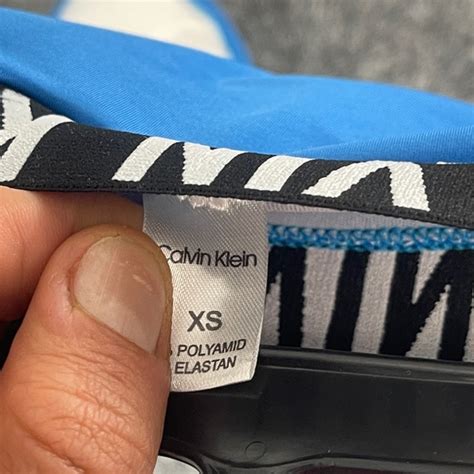 Calvin Klein
XS
% POLYAMID
ELASTAN